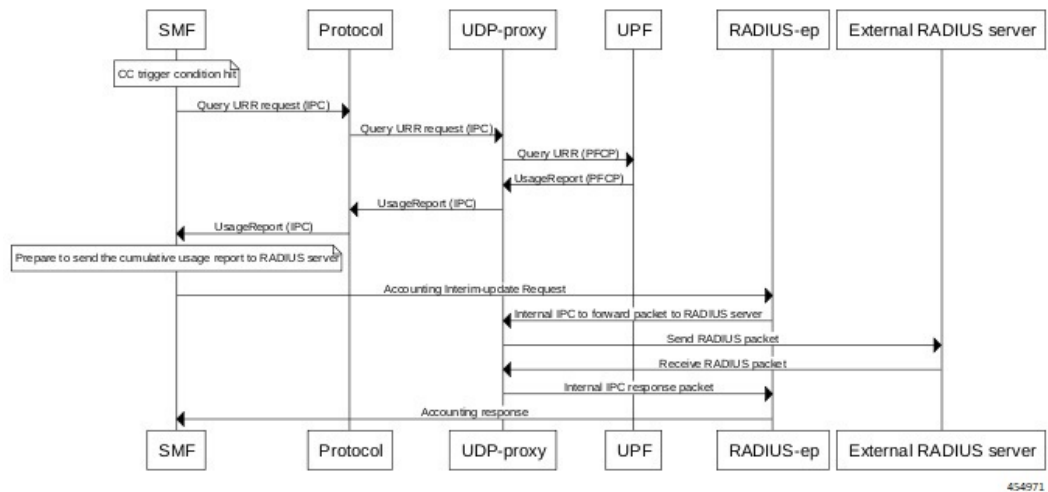 SMF Protocol UDP-proxy UPF RADIUS-ep External RADIUS server
CC trigger condition hit
Query URR request (IPC)
Query URR request (IPC)
Query URR (PFCP)
UsageReport (PFCP)
UsageReport (IPC)
UsageReport (IPC)
Prepare to send the cumulative usage report to RADIUS server
Accounting Interim-update Request
Internal IPC to forward packet to RADIUS server
Send RADIUS packet
Receive RADIUS packet
Internal IPC response packet
Accounting response
SMF Protocol UDP-proxy UPF RADIUS-ep External RADIUS server
454971